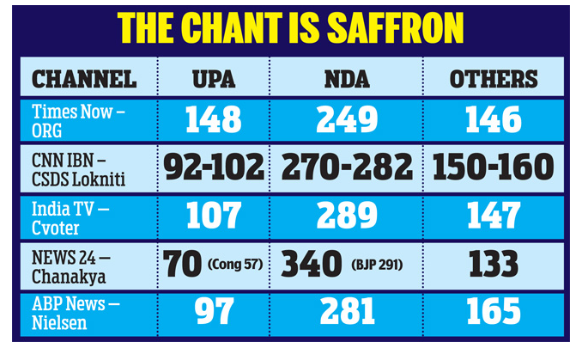 THE CHANT IS SAFFRON
CHANNEL UPA NDA OTHERS
Times Now –
ORG 148 249 146
CNN IBN –
CSDS Lokniti 92-102 270-282 150-160
India TV –
Cvoter 107 289 147
NEWS 24 –
Chanakya 70 (Cong 57) 340 (BJP 291) 133
ABP News –
Nielsen 97 281 165